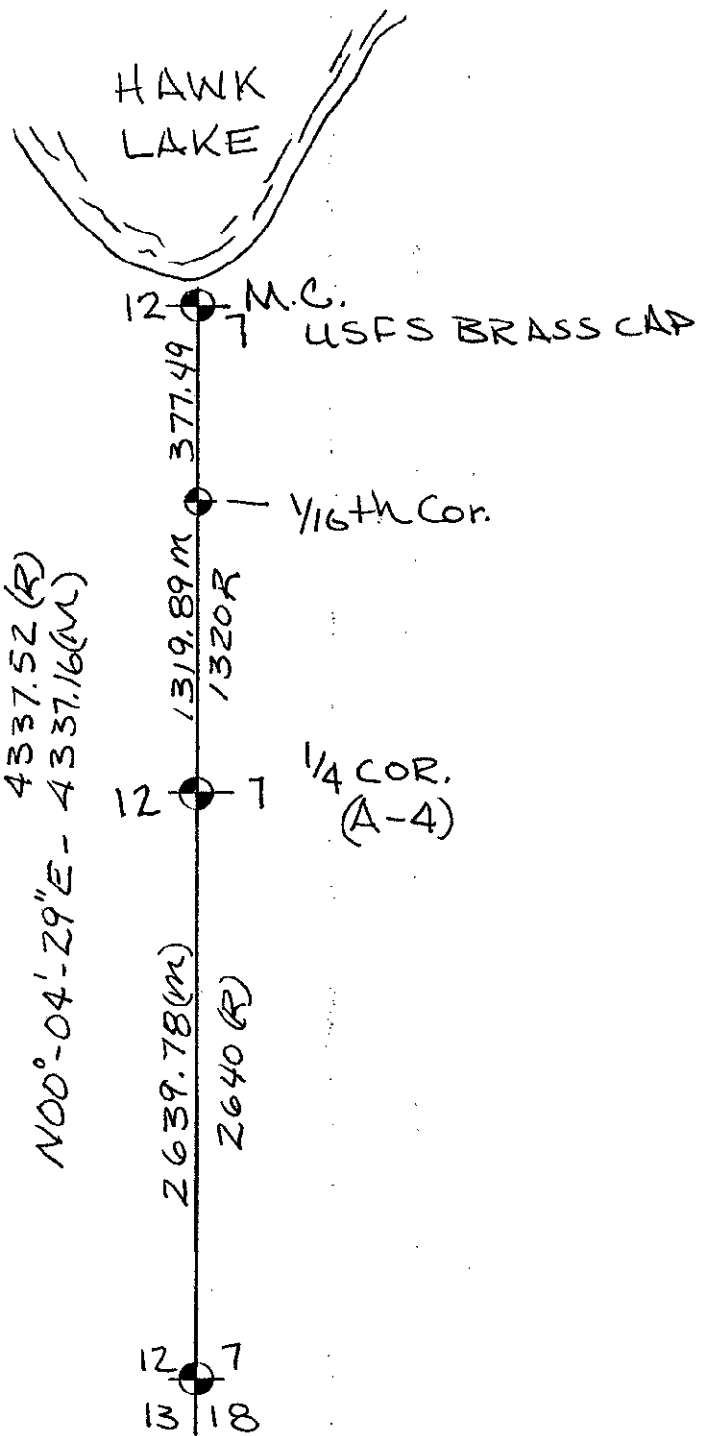 HAWK
LAKE
12 M.C.
7 USFS BRASS CAP
377.49
1/16th Cor.
1319.89 M
1320 R
4337.52 (R)
N00°-04'-29"E - 4337.16(M)
12 7 1/4 COR.
(A-4)
2639.78(M)
2640 (R)
12 7
13 18